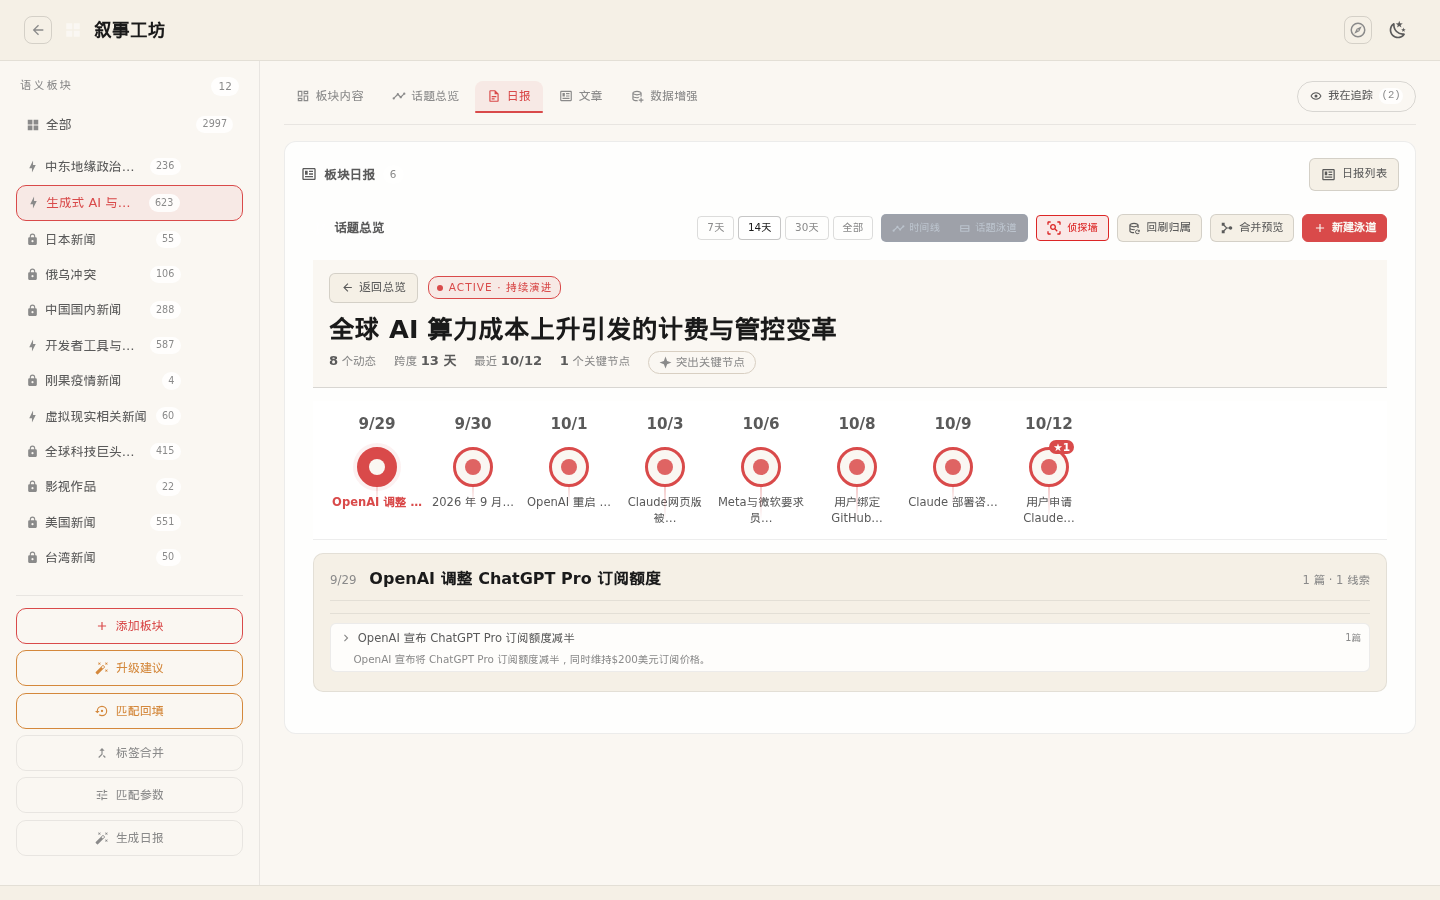 叙事工坊
语义板块 12
全部 2997
中东地缘政治… 236
生成式 AI 与… 623
日本新闻 55
俄乌冲突 106
中国国内新闻 288
开发者工具与… 587
刚果疫情新闻 4
虚拟现实相关新闻 60
全球科技巨头… 415
影视作品 22
美国新闻 551
台湾新闻 50
添加板块
升级建议
匹配回填
标签合并
匹配参数
生成日报
板块内容 话题总览 日报 文章 数据增强
我在追踪 (2)
板块日报 6
日报列表
话题总览
7天 14天 30天 全部 时间线 话题泳道 侦探墙 回刷归属 合并预览 新建泳道
返回总览 ACTIVE · 持续演进
全球 AI 算力成本上升引发的计费与管控变革
8 个动态 跨度 13 天 最近 10/12 1 个关键节点 突出关键节点
9/29 9/30 10/1 10/3 10/6 10/8 10/9 10/12
★1
OpenAI 调整 …
2026 年 9 月…
OpenAI 重启 …
Claude网页版
被…
Meta与微软要求
员…
用户绑定
GitHub…
Claude 部署咨…
用户申请
Claude…
9/29 OpenAI 调整 ChatGPT Pro 订阅额度 1 篇 · 1 线索
OpenAI 宣布 ChatGPT Pro 订阅额度减半 1篇
OpenAI 宣布将 ChatGPT Pro 订阅额度减半，同时维持$200美元订阅价格。